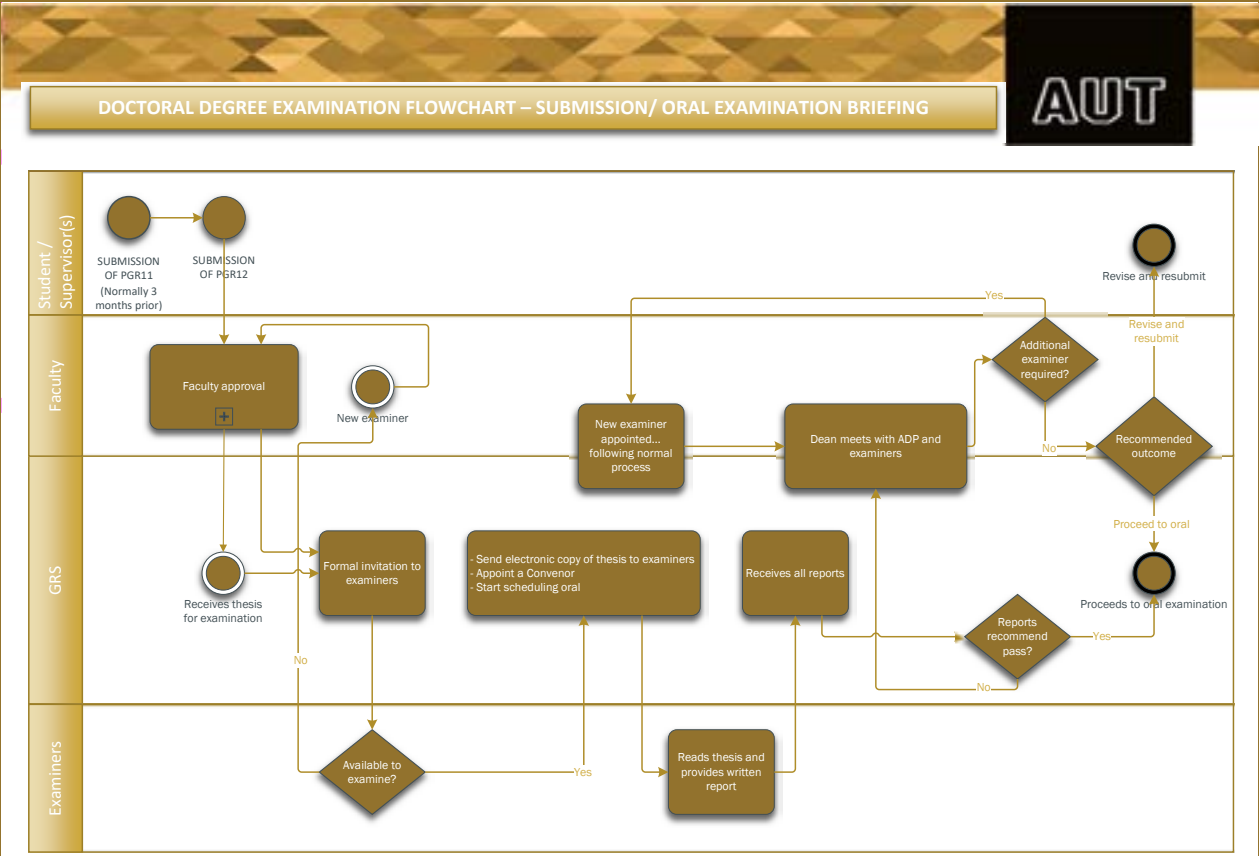 AUT
DOCTORAL DEGREE EXAMINATION FLOWCHART – SUBMISSION/ ORAL EXAMINATION BRIEFING
Student /
Supervisor(s)
SUBMISSION
OF PGR11
(Normally 3
months prior)
SUBMISSION
OF PGR12
Revise and resubmit
Yes
Faculty
Faculty approval
New examiner
New examiner
appointed...
following normal
process
Dean meets with ADP and
examiners
Additional
examiner
required?
No
Revise and
resubmit
Recommended
outcome
GRS
Receives thesis
for examination
Formal invitation to
examiners
- Send electronic copy of thesis to examiners
- Appoint a Convenor
- Start scheduling oral
Receives all reports
Proceed to oral
Proceeds to oral examination
Reports
recommend
pass?
Yes
No
No
Examiners
Available to
examine?
Yes
Reads thesis and
provides written
report